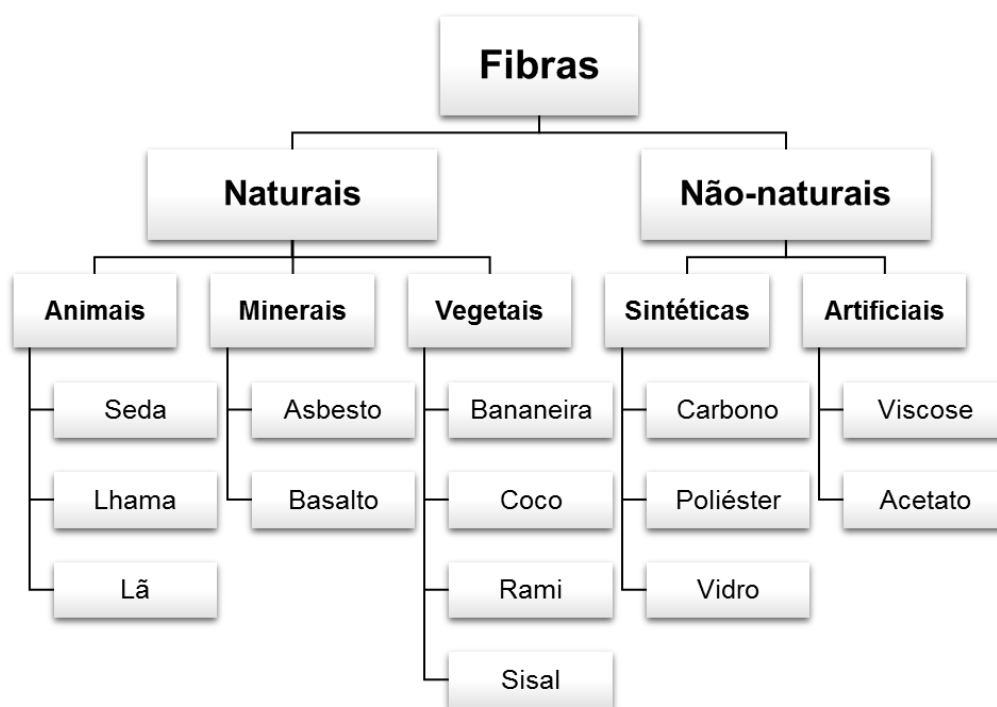 Fibras
Naturais
Não-naturais
Animais
Minerais
Vegetais
Sintéticas
Artificiais
Seda
Asbesto
Bananeira
Carbono
Viscose
Lhama
Basalto
Coco
Poliéster
Acetato
Lã
Rami
Vidro
Sisal